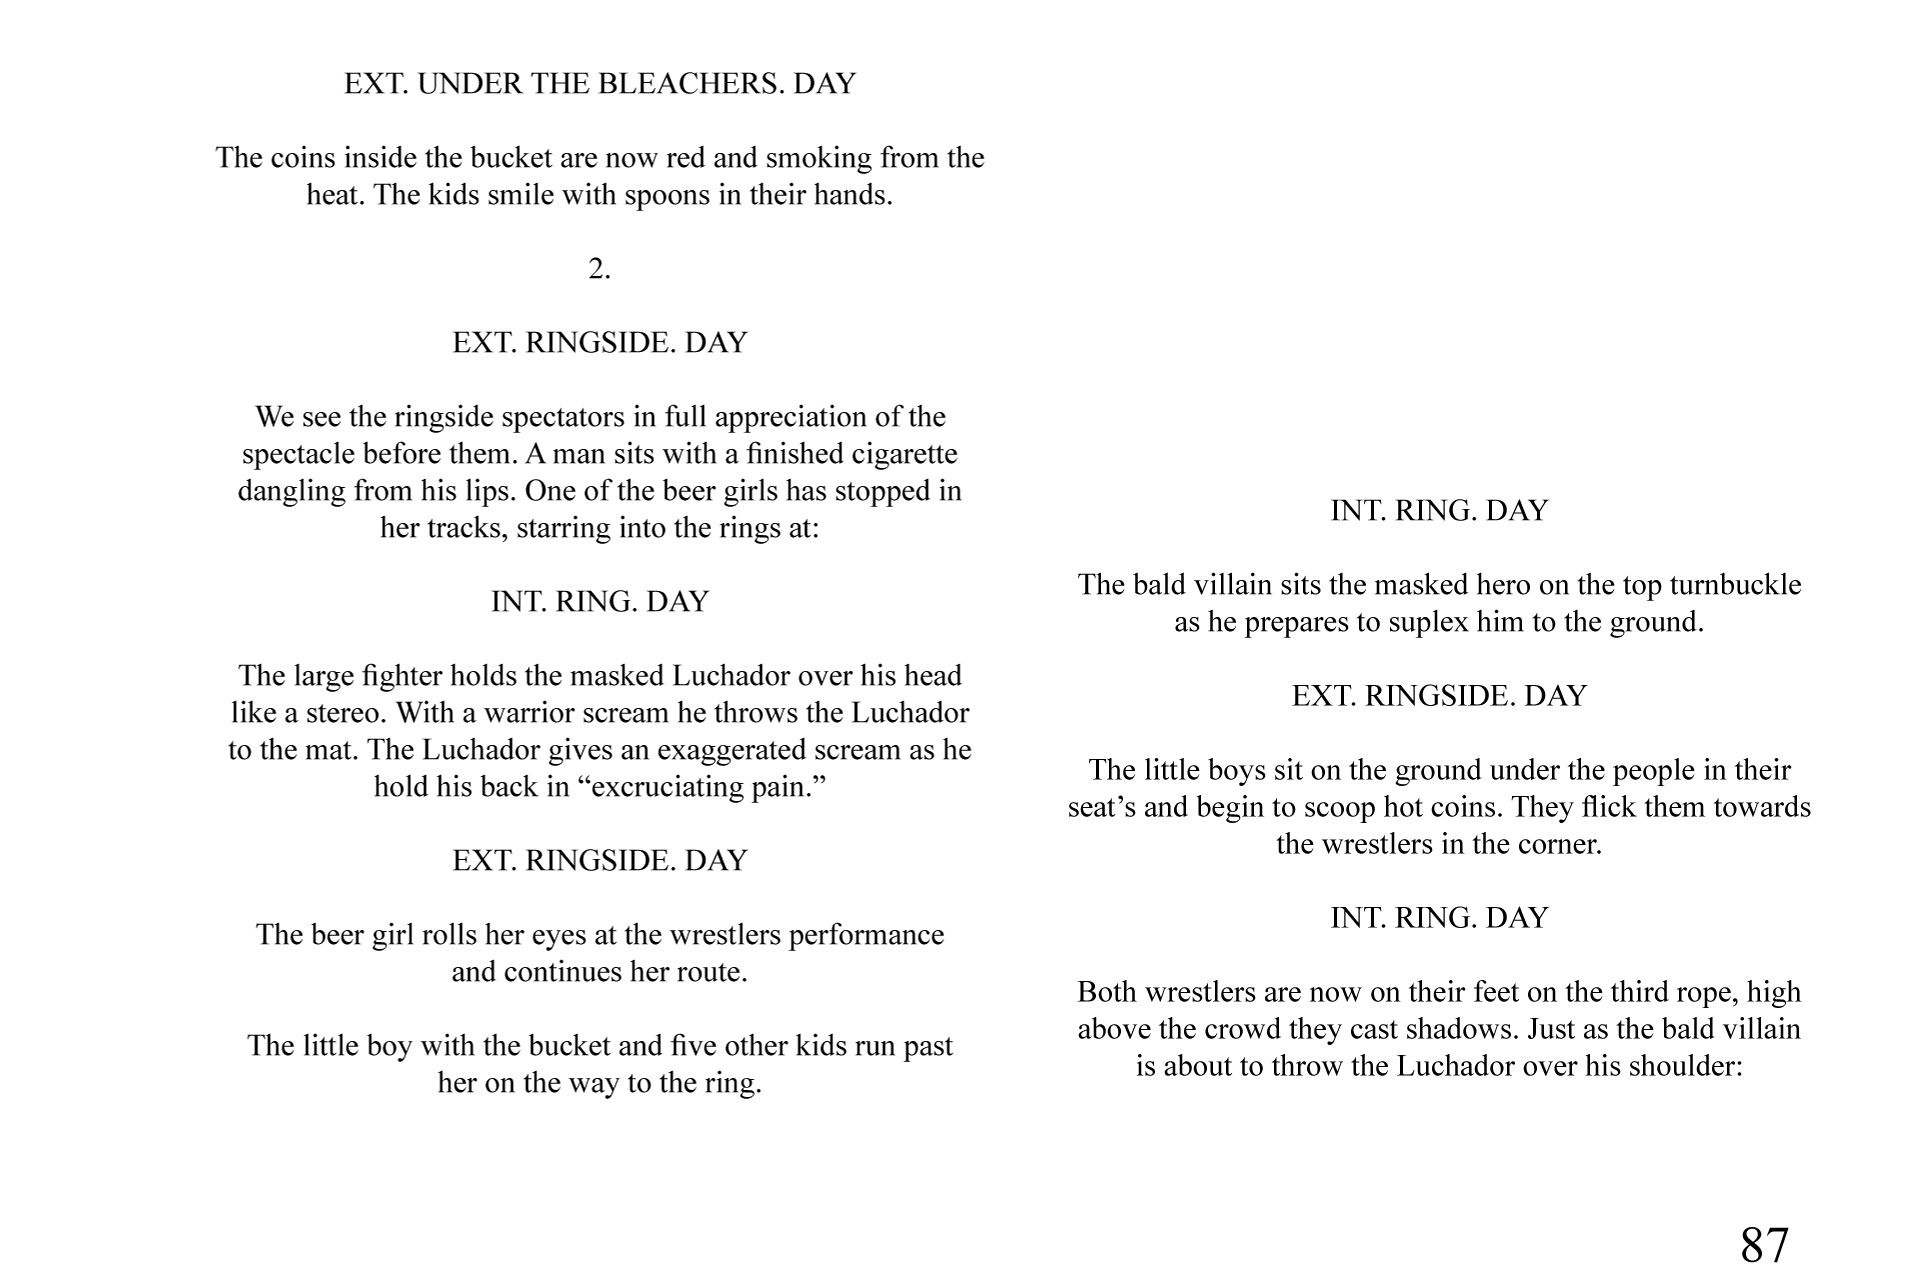 EXT. UNDER THE BLEACHERS. DAY
The coins inside the bucket are now red and smoking from the
heat. The kids smile with spoons in their hands.
2.
EXT. RINGSIDE. DAY
We see the ringside spectators in full appreciation of the
spectacle before them. A man sits with a finished cigarette
dangling from his lips. One of the beer girls has stopped in
her tracks, starring into the rings at:
INT. RING. DAY
The large fighter holds the masked Luchador over his head
like a stereo. With a warrior scream he throws the Luchador
to the mat. The Luchador gives an exaggerated scream as he
hold his back in “excruciating pain.”
EXT. RINGSIDE. DAY
The beer girl rolls her eyes at the wrestlers performance
and continues her route.
The little boy with the bucket and five other kids run past
her on the way to the ring.
INT. RING. DAY
The bald villain sits the masked hero on the top turnbuckle
as he prepares to suplex him to the ground.
EXT. RINGSIDE. DAY
The little boys sit on the ground under the people in their
seat’s and begin to scoop hot coins. They flick them towards
the wrestlers in the corner.
INT. RING. DAY
Both wrestlers are now on their feet on the third rope, high
above the crowd they cast shadows. Just as the bald villain
is about to throw the Luchador over his shoulder:
87